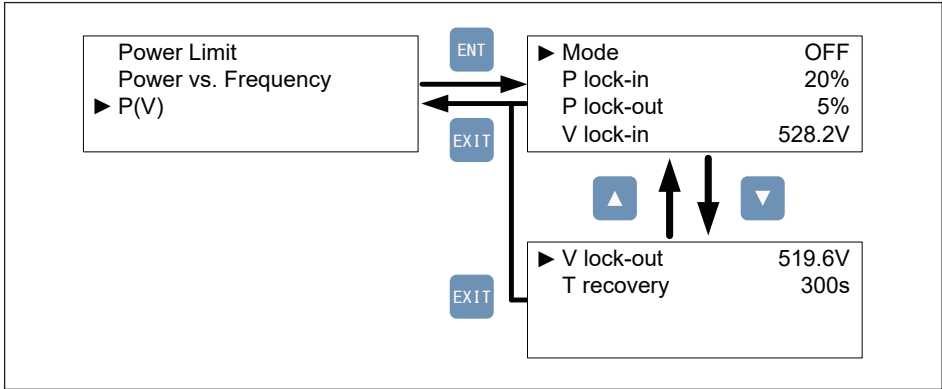 Power Limit
Power vs. Frequency
► P(V)
ENT
EXIT
► Mode OFF
P lock-in 20%
P lock-out 5%
V lock-in 528.2V
▲
▼
EXIT
► V lock-out 519.6V
T recovery 300s